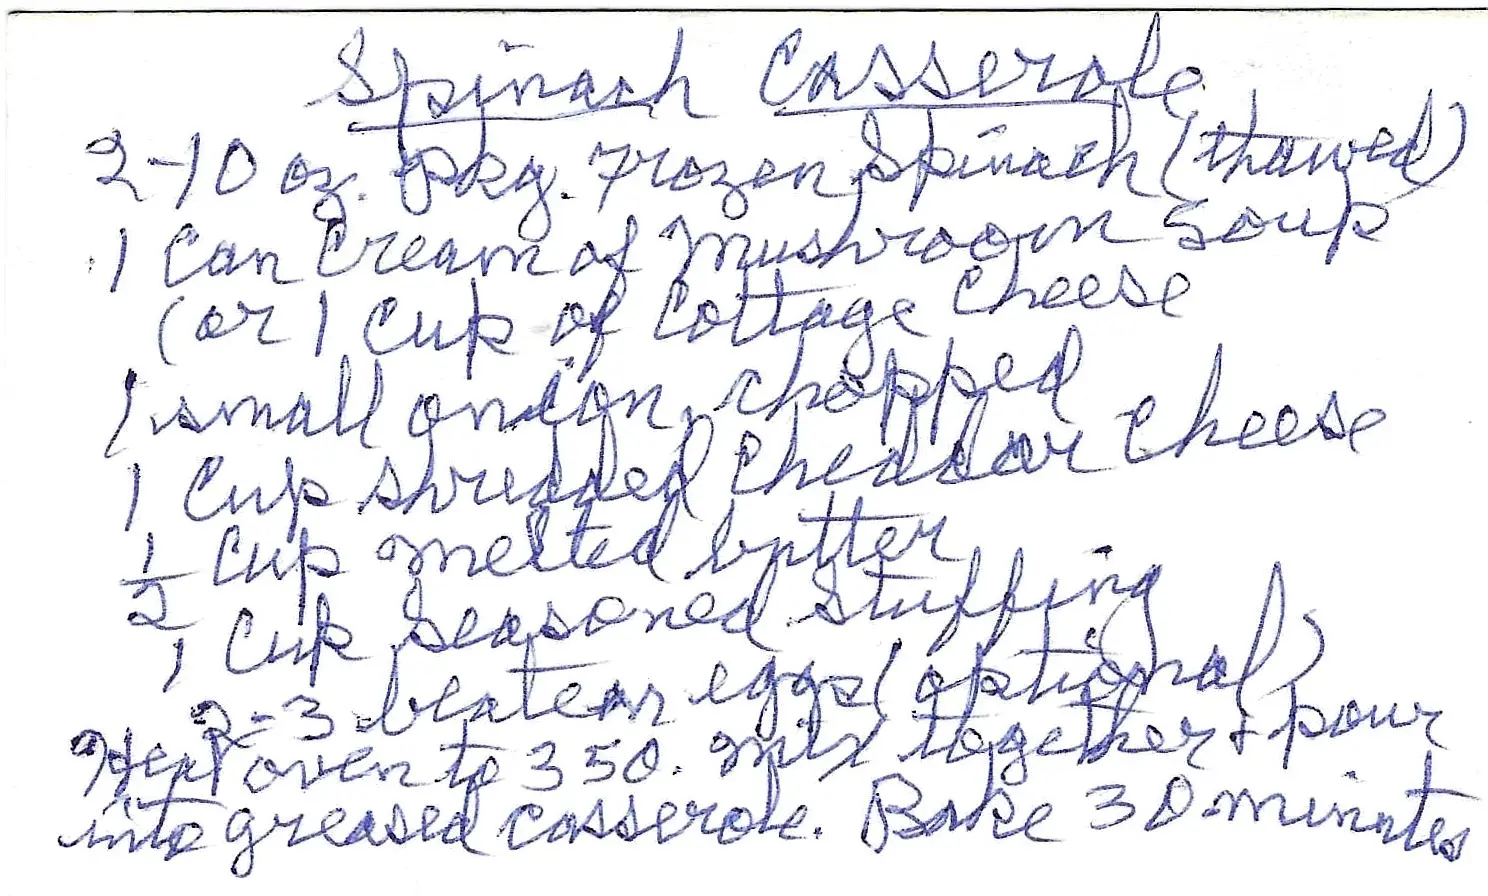 Spinach Casserole
2-10 oz. pkg. Frozen Spinach (thawed)
1 Can Cream of Mushroom Soup
(or 1 Cup of Cottage Cheese
1 small onion, chopped
1 Cup shredded Cheddar Cheese
1/2 Cup melted butter
1 Cup Seasoned Stuffing
2-3 beaten eggs (optional)
Heat oven to 350. Mix together + pour
into greased casserole. Bake 30 minutes